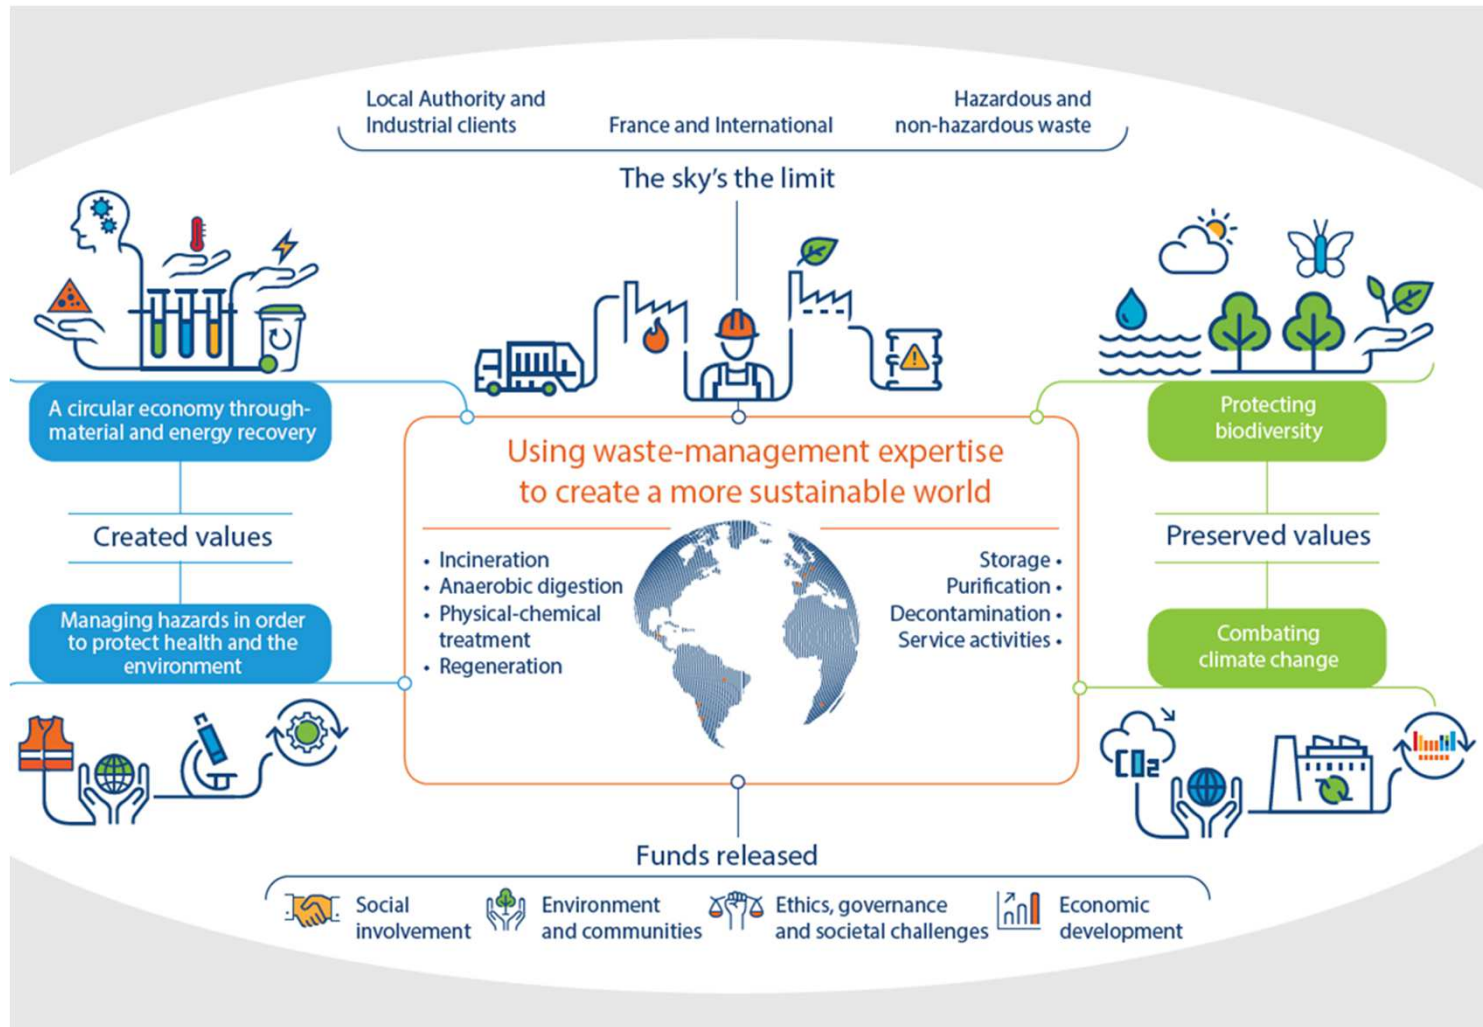 Local Authority and
Industrial clients
France and International
Hazardous and
non-hazardous waste
The sky's the limit
A circular economy through-
material and energy recovery
Created values
Managing hazards in order
to protect health and the
environment
Using waste-management expertise
to create a more sustainable world
• Incineration
• Anaerobic digestion
• Physical-chemical
treatment
• Regeneration
Storage •
Purification •
Decontamination •
Service activities •
Protecting
biodiversity
Preserved values
Combating
climate change
CO2
Funds released
Social
involvement
Environment
and communities
Ethics, governance
and societal challenges
Economic
development